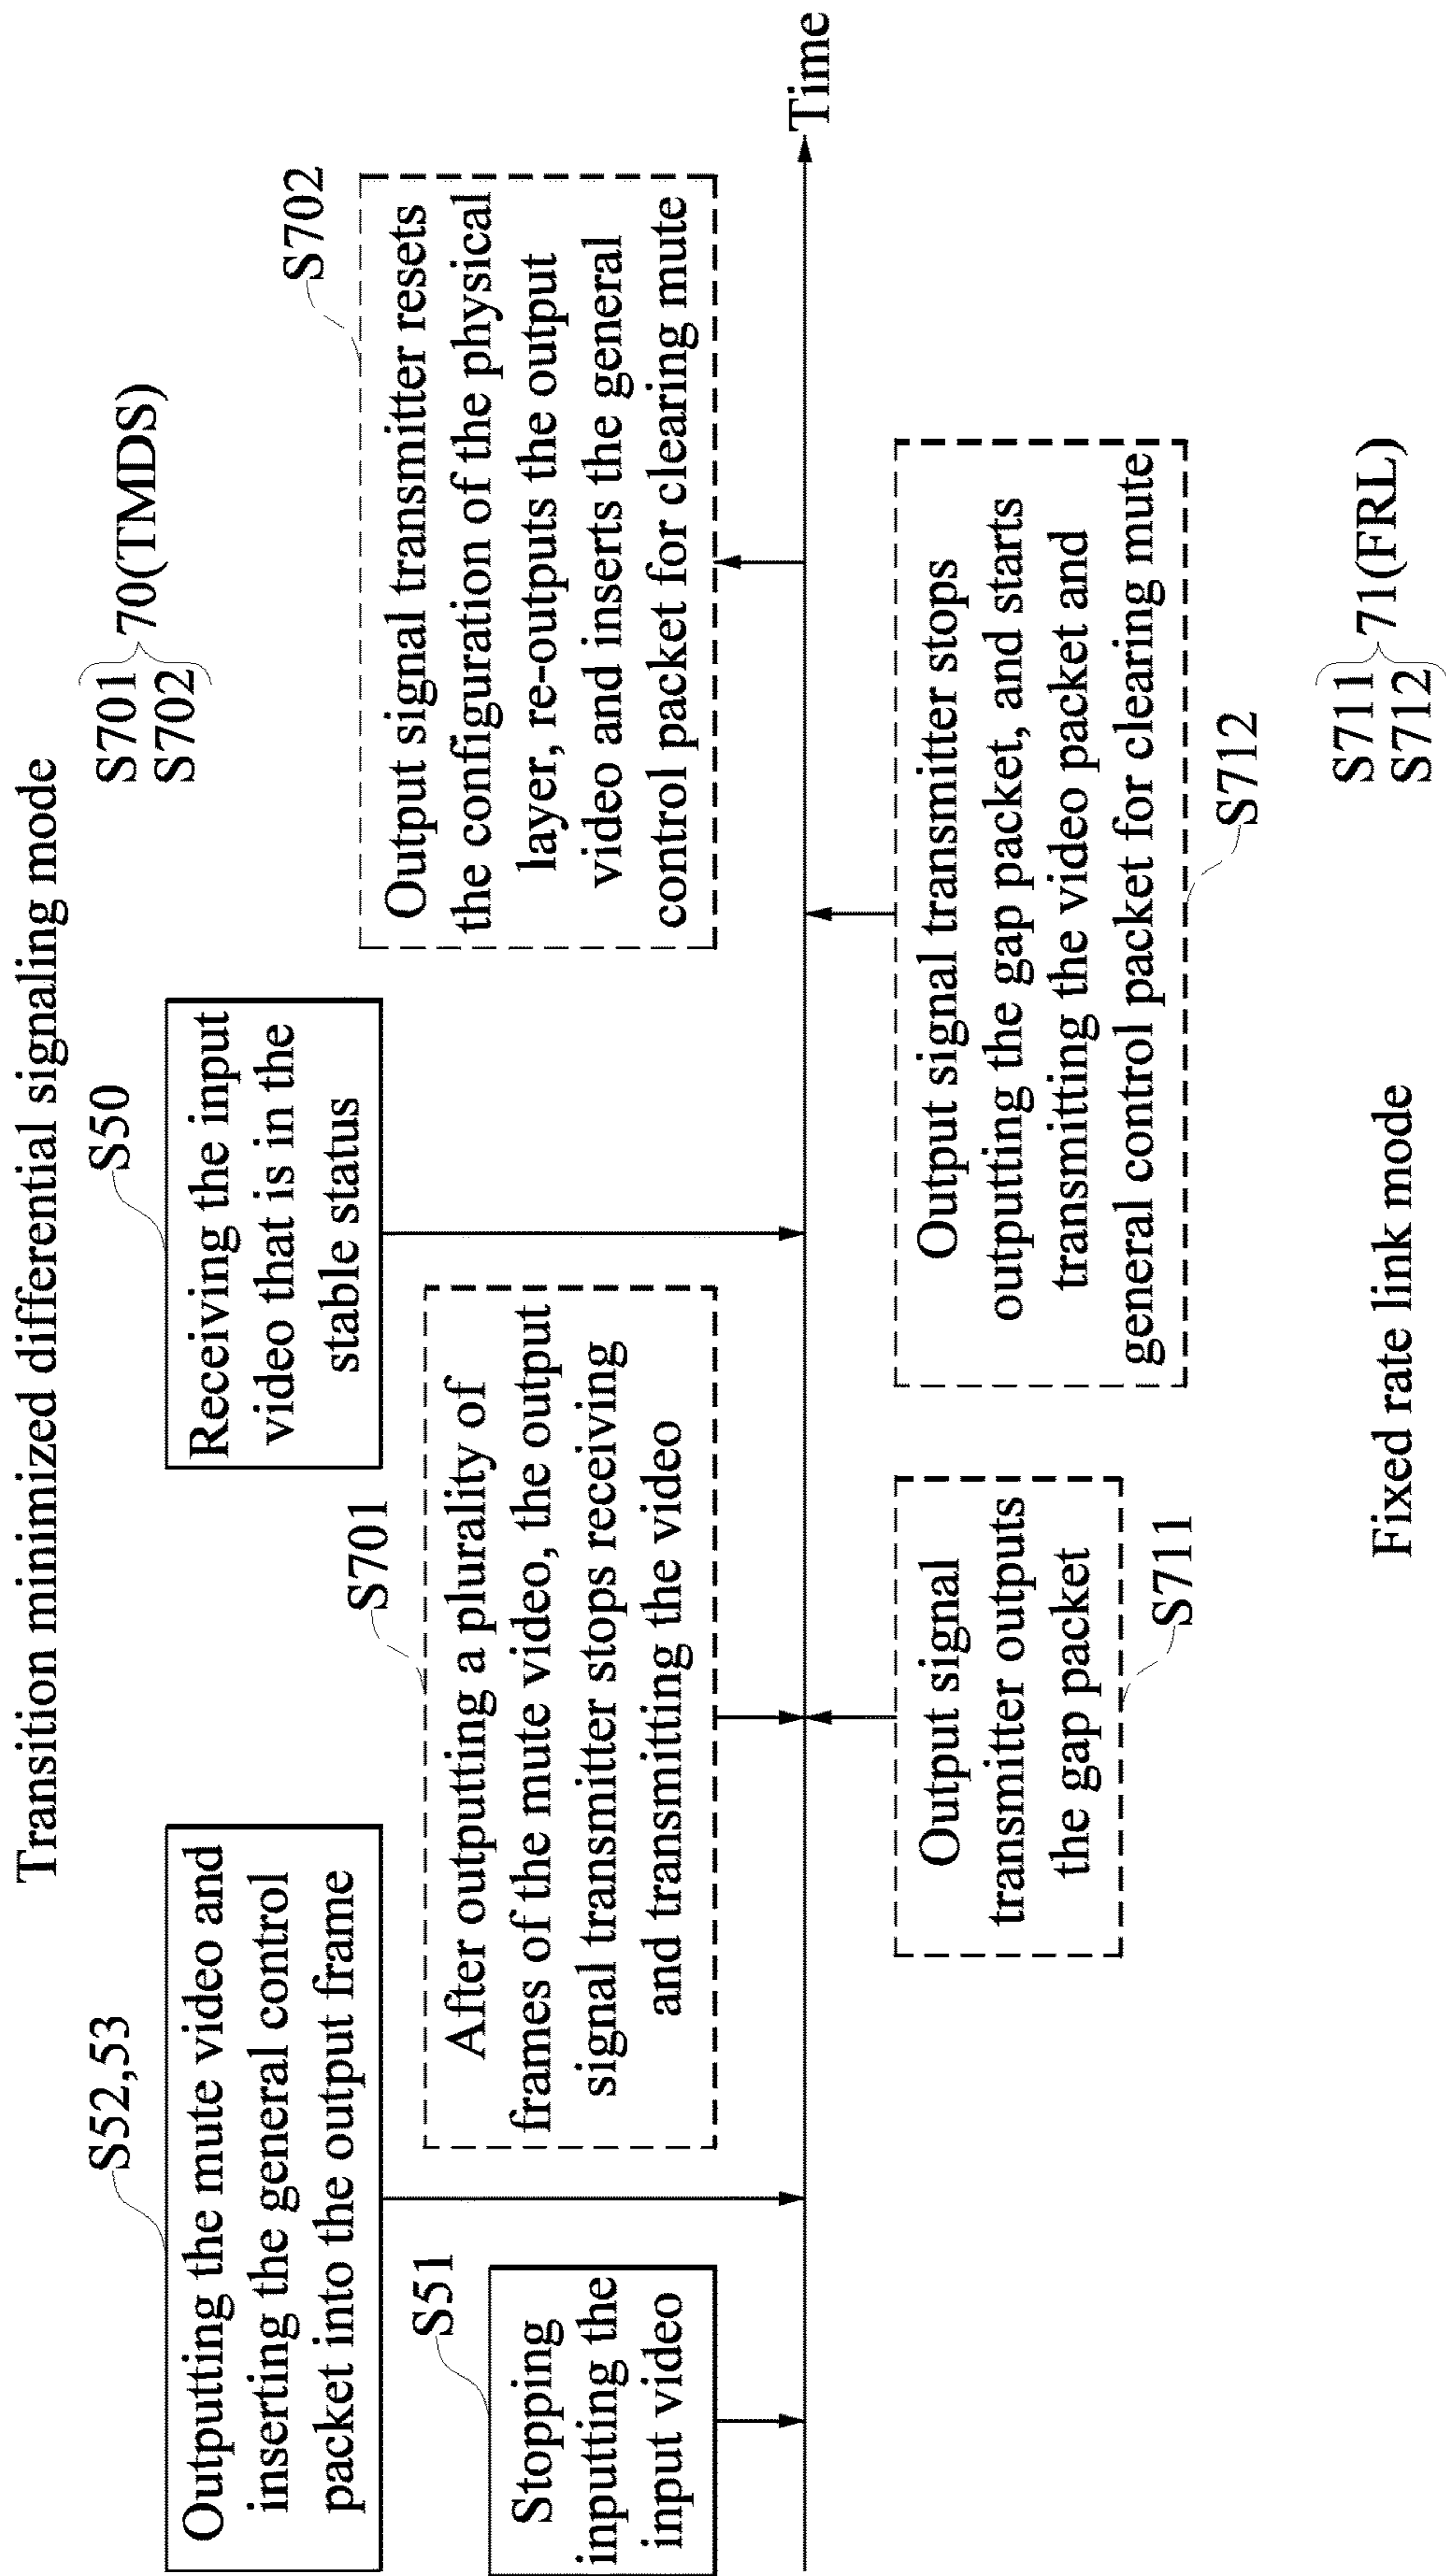 Transition minimized differential signaling mode
S701
S702
70(TMDS)
S52,53
Outputting the mute video and
inserting the general control
packet into the output frame
S50
Receiving the input
video that is in the
stable status
S51
Stopping
inputting the
input video
S701
After outputting a plurality of
frames of the mute video, the output
signal transmitter stops receiving
and transmitting the video
S702
Output signal transmitter resets
the configuration of the physical
layer, re-outputs the output
video and inserts the general
control packet for clearing mute
Time
Output signal
transmitter outputs
the gap packet
S711
Output signal transmitter stops
outputing the gap packet, and starts
transmitting the video packet and
general control packet for clearing mute
S712
Fixed rate link mode
S711
S712
71(FRL)